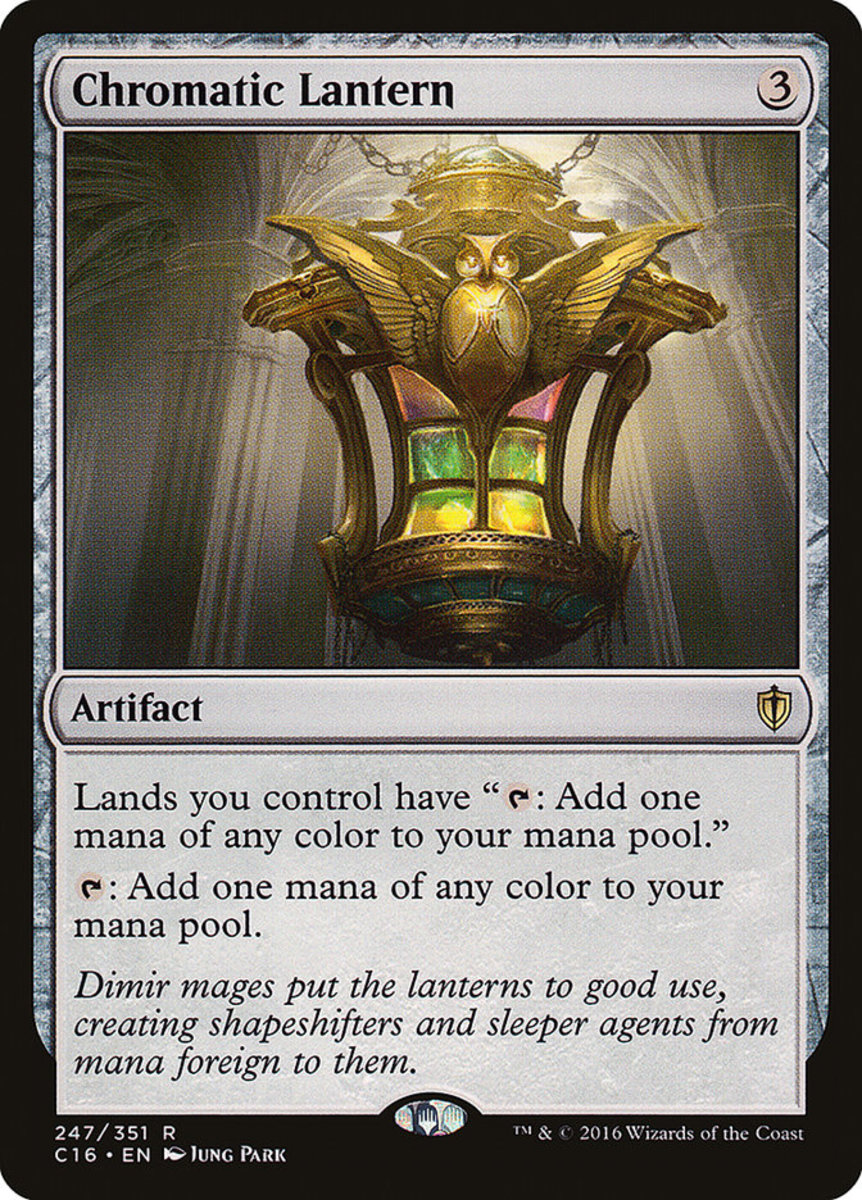 Chromatic Lantern 3
Artifact
Lands you control have “: Add one
mana of any color to your mana pool.”
: Add one mana of any color to your
mana pool.
Dimir mages put the lanterns to good use,
creating shapeshifters and sleeper agents from
mana foreign to them.
247/351 R
™ & © 2016 Wizards of the Coast
C16 • EN Jung Park